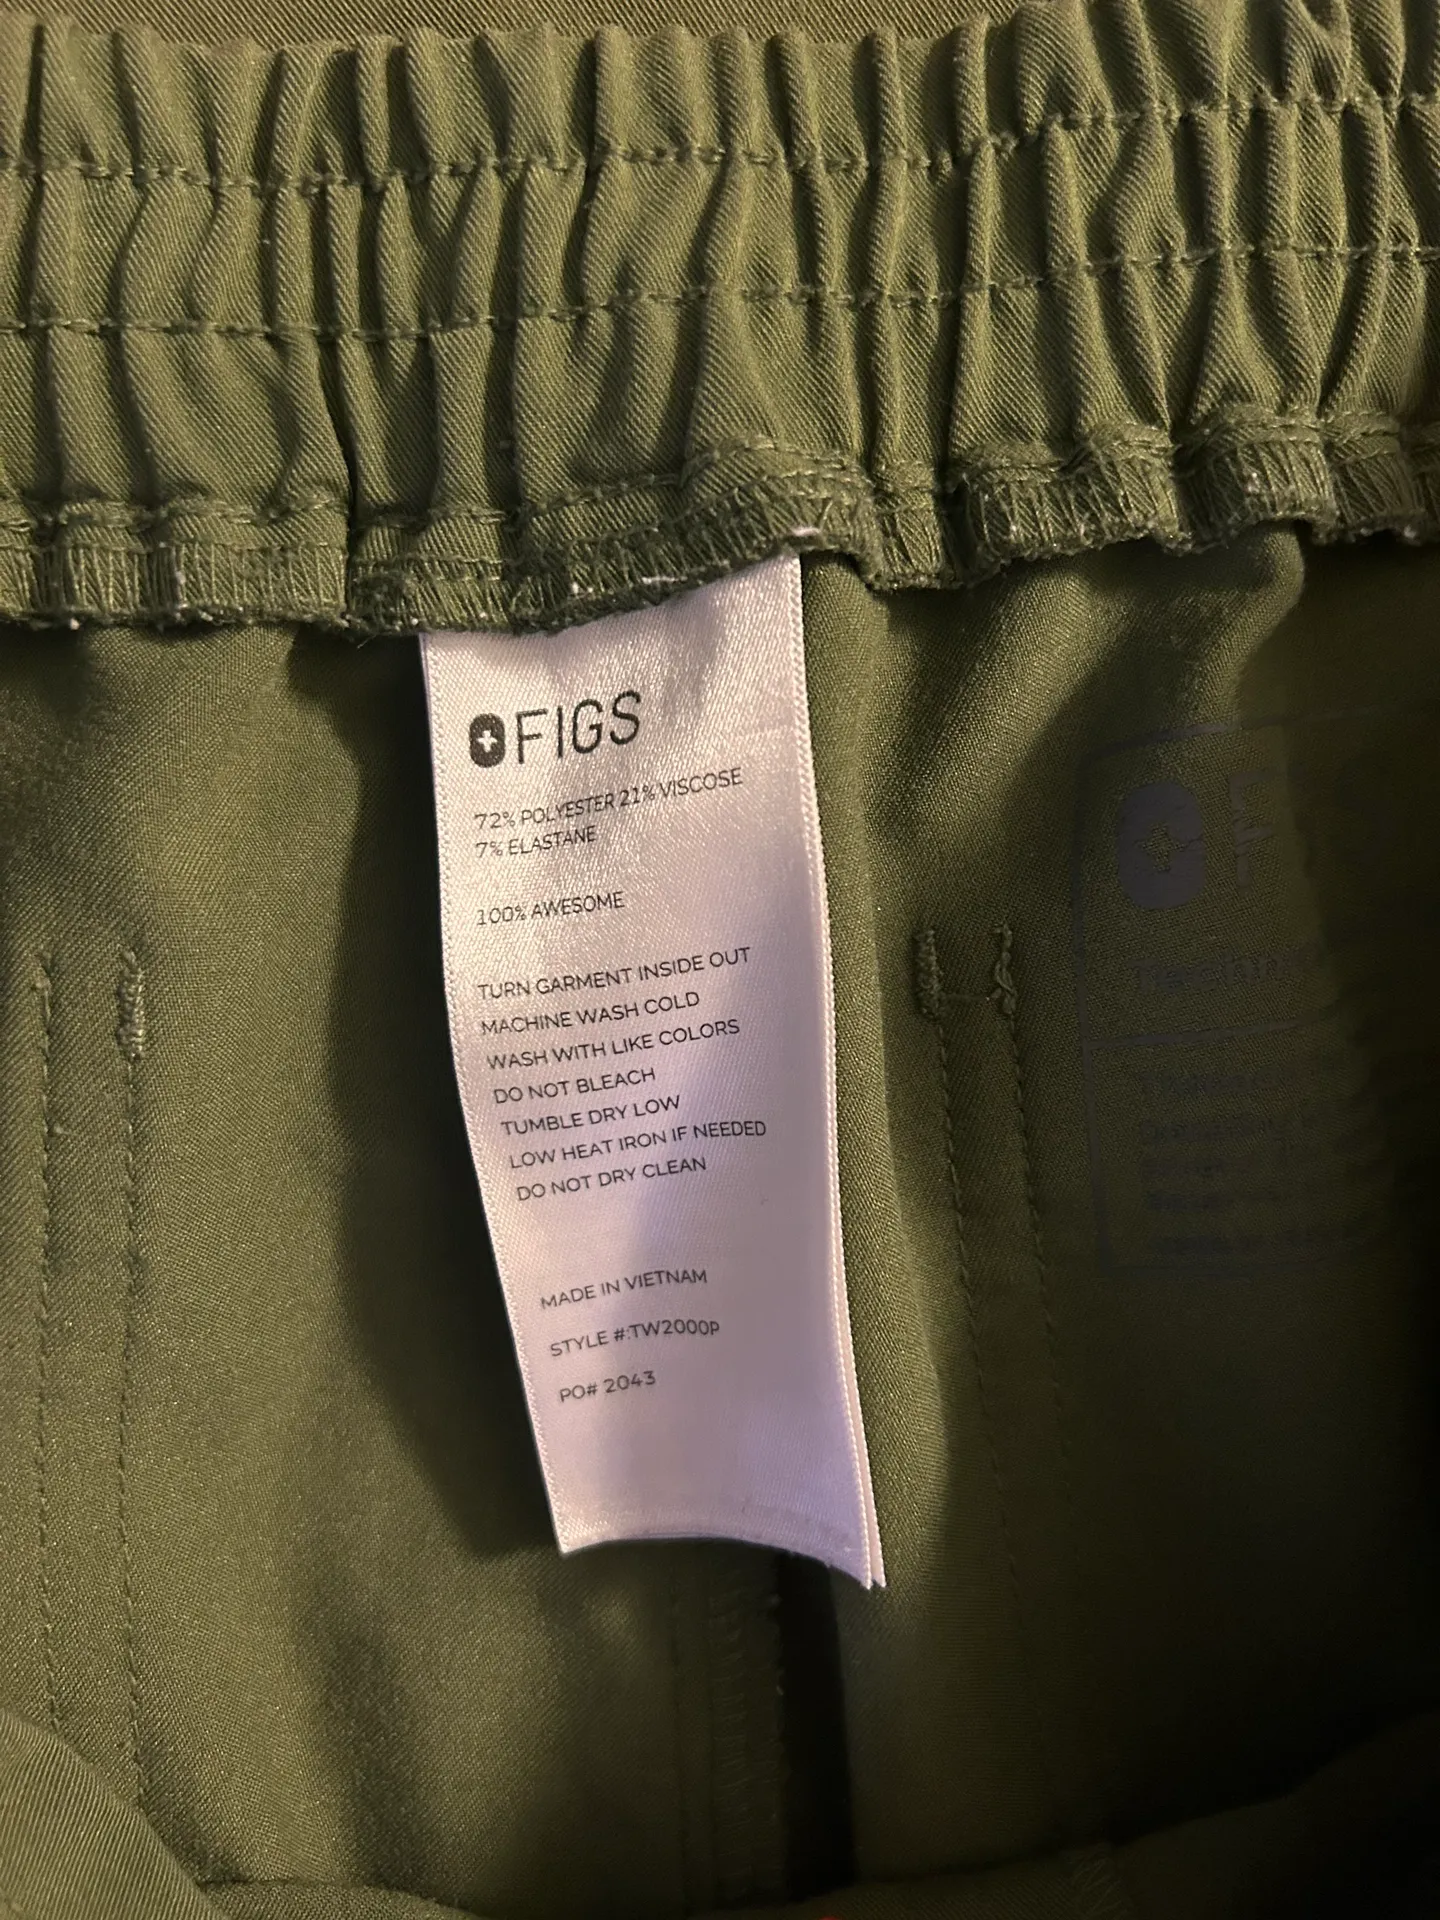 FIGS
72% POLYESTER 21% VISCOSE
7% ELASTANE
100% AWESOME
TURN GARMENT INSIDE OUT
MACHINE WASH COLD
WASH WITH LIKE COLORS
DO NOT BLEACH
TUMBLE DRY LOW
LOW HEAT IRON IF NEEDED
DO NOT DRY CLEAN
MADE IN VIETNAM
STYLE #:TW2000P
PO# 2043